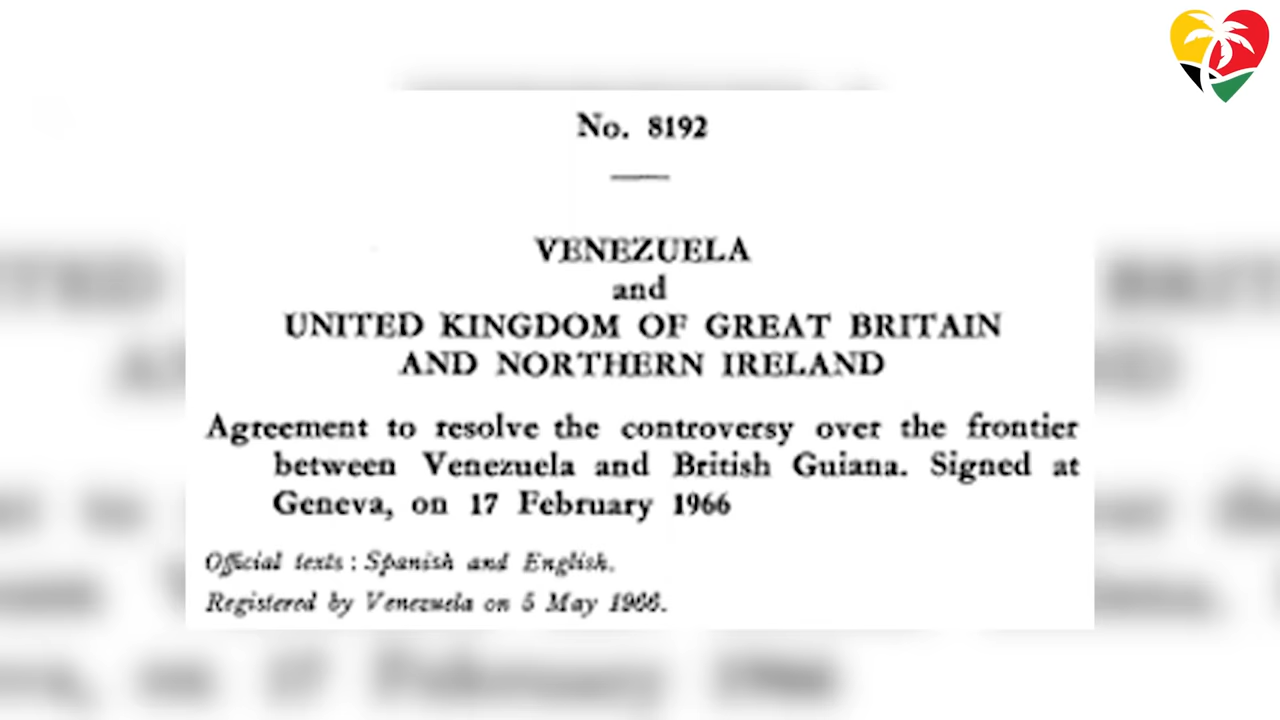 No. 8192
VENEZUELA
and
UNITED KINGDOM OF GREAT BRITAIN
AND NORTHERN IRELAND
Agreement to resolve the controversy over the frontier
between Venezuela and British Guiana. Signed at
Geneva, on 17 February 1966
Official texts : Spanish and English.
Registered by Venezuela on 5 May 1966.